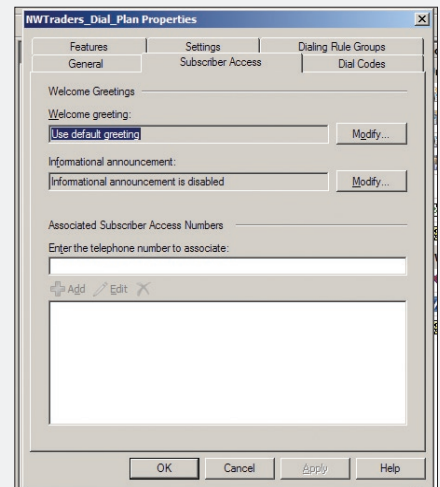 NWTraders_Dial_Plan Properties
Features Settings Dialing Rule Groups
General Subscriber Access Dial Codes
Welcome Greetings
Welcome greeting:
Use default greeting Modify...
Informational announcement:
Informational announcement is disabled Modify...
Associated Subscriber Access Numbers
Enter the telephone number to associate:
Add Edit
OK Cancel Apply Help